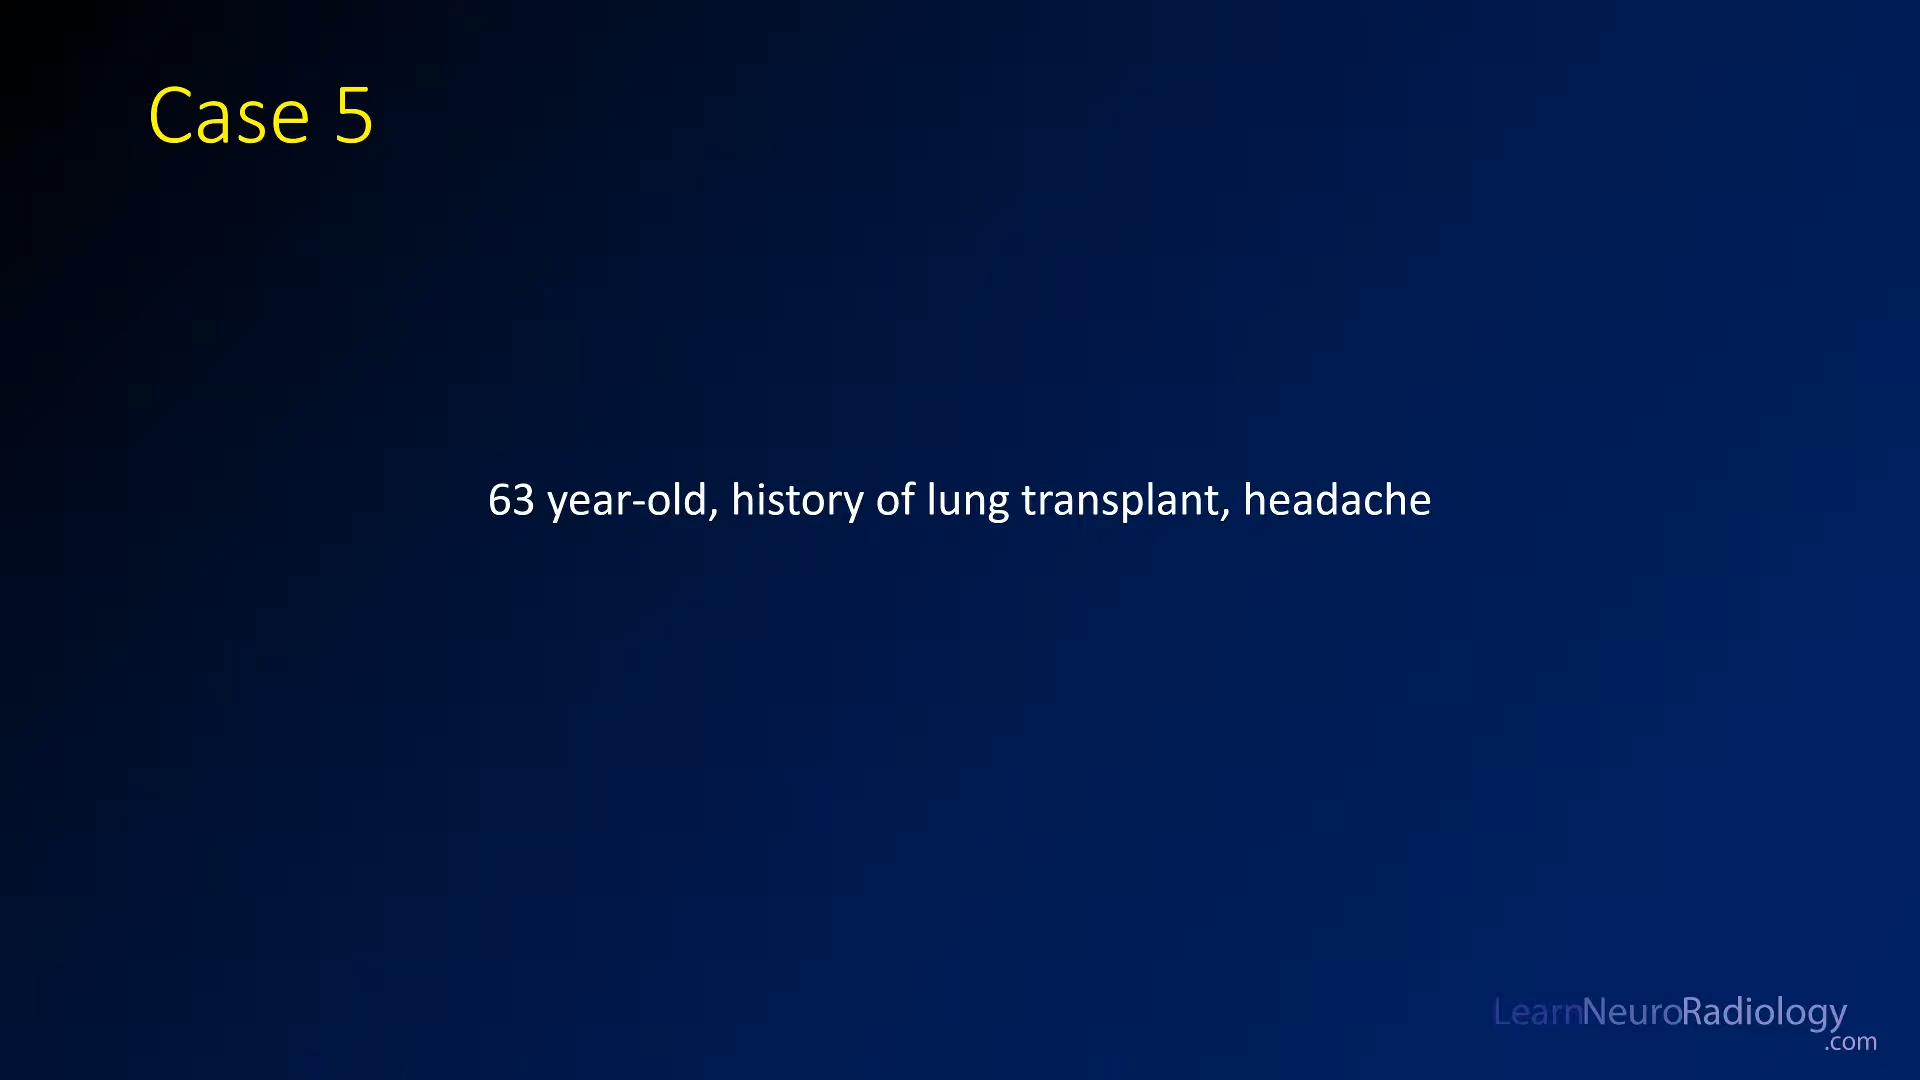 Case 5
63 year-old, history of lung transplant, headache
LearnNeuroRadiology
.com